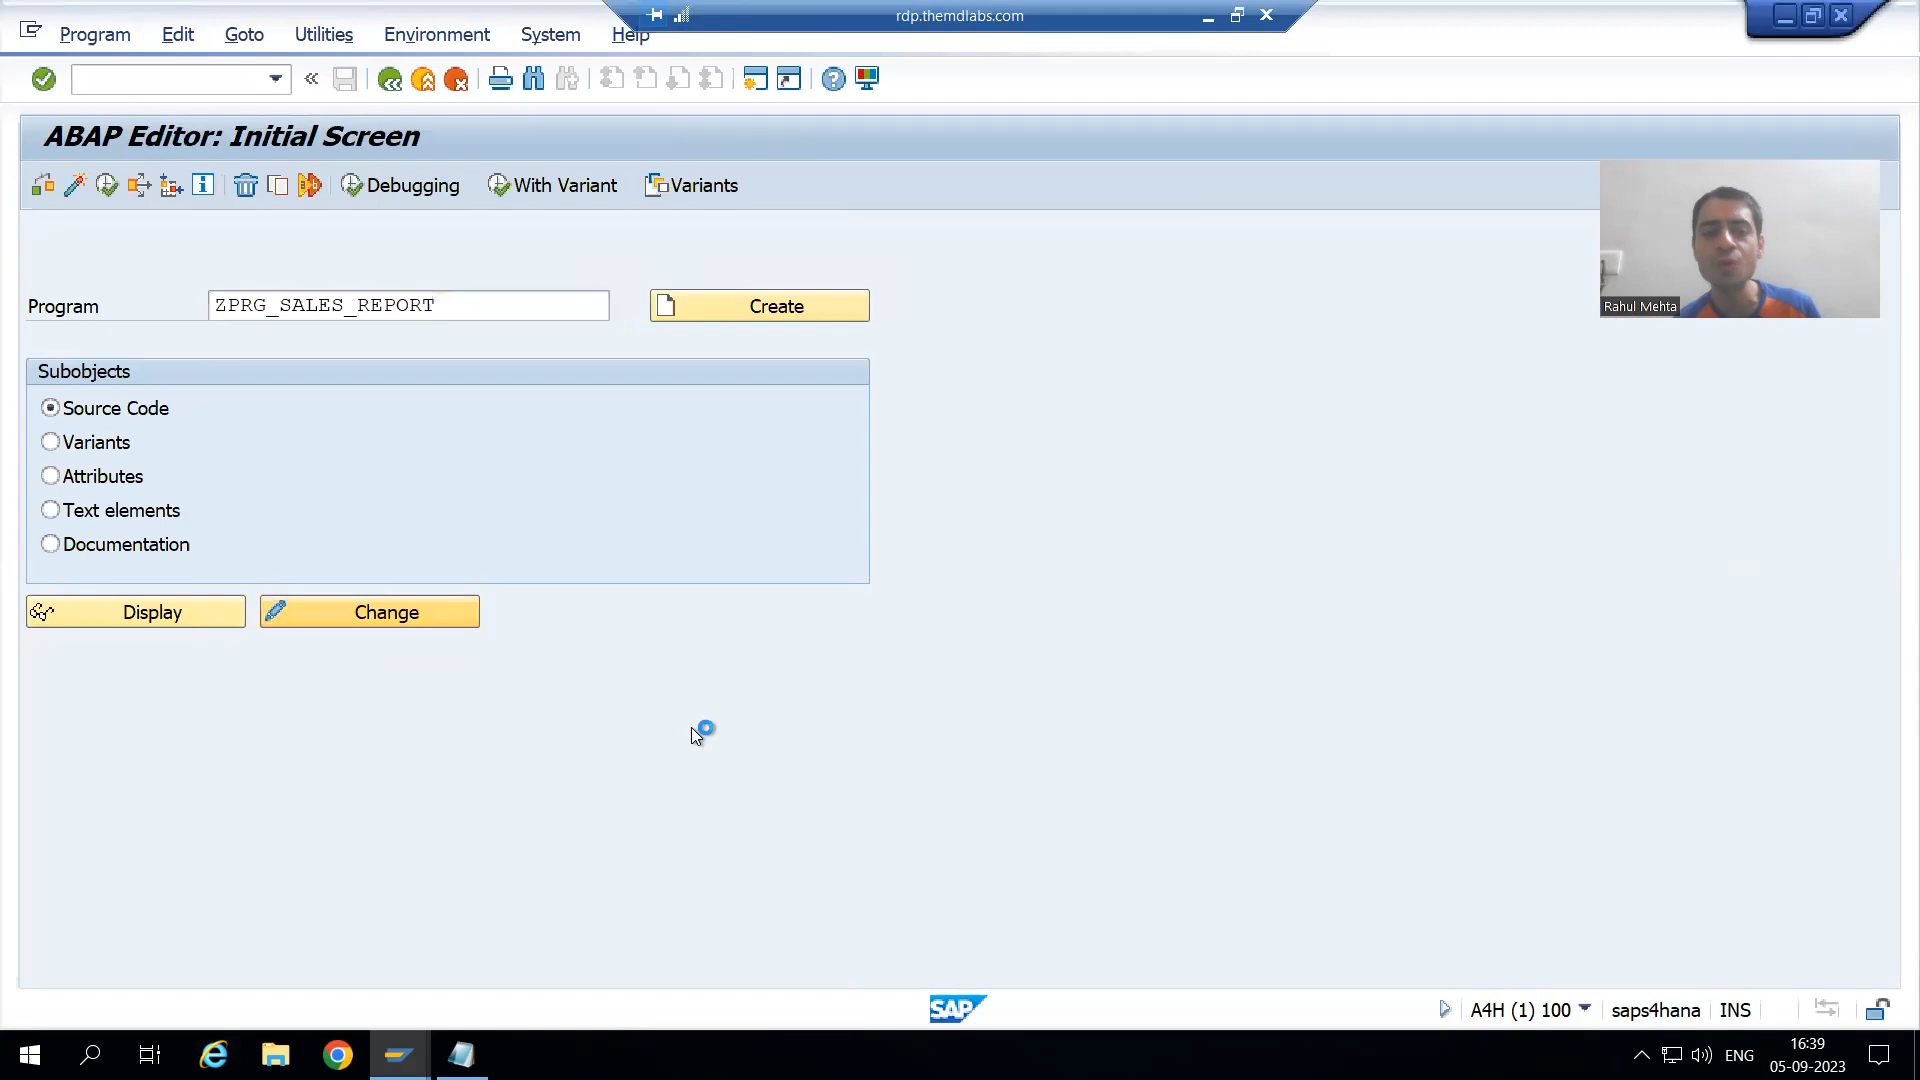 rdp.themdlabs.com
Program Edit Goto Utilities Environment System Help
ABAP Editor: Initial Screen
Debugging With Variant Variants
Rahul Mehta
Program ZPRG_SALES_REPORT Create
Subobjects
Source Code
Variants
Attributes
Text elements
Documentation
Display Change
SAP A4H (1) 100 saps4hana INS
ENG 16:39
05-09-2023